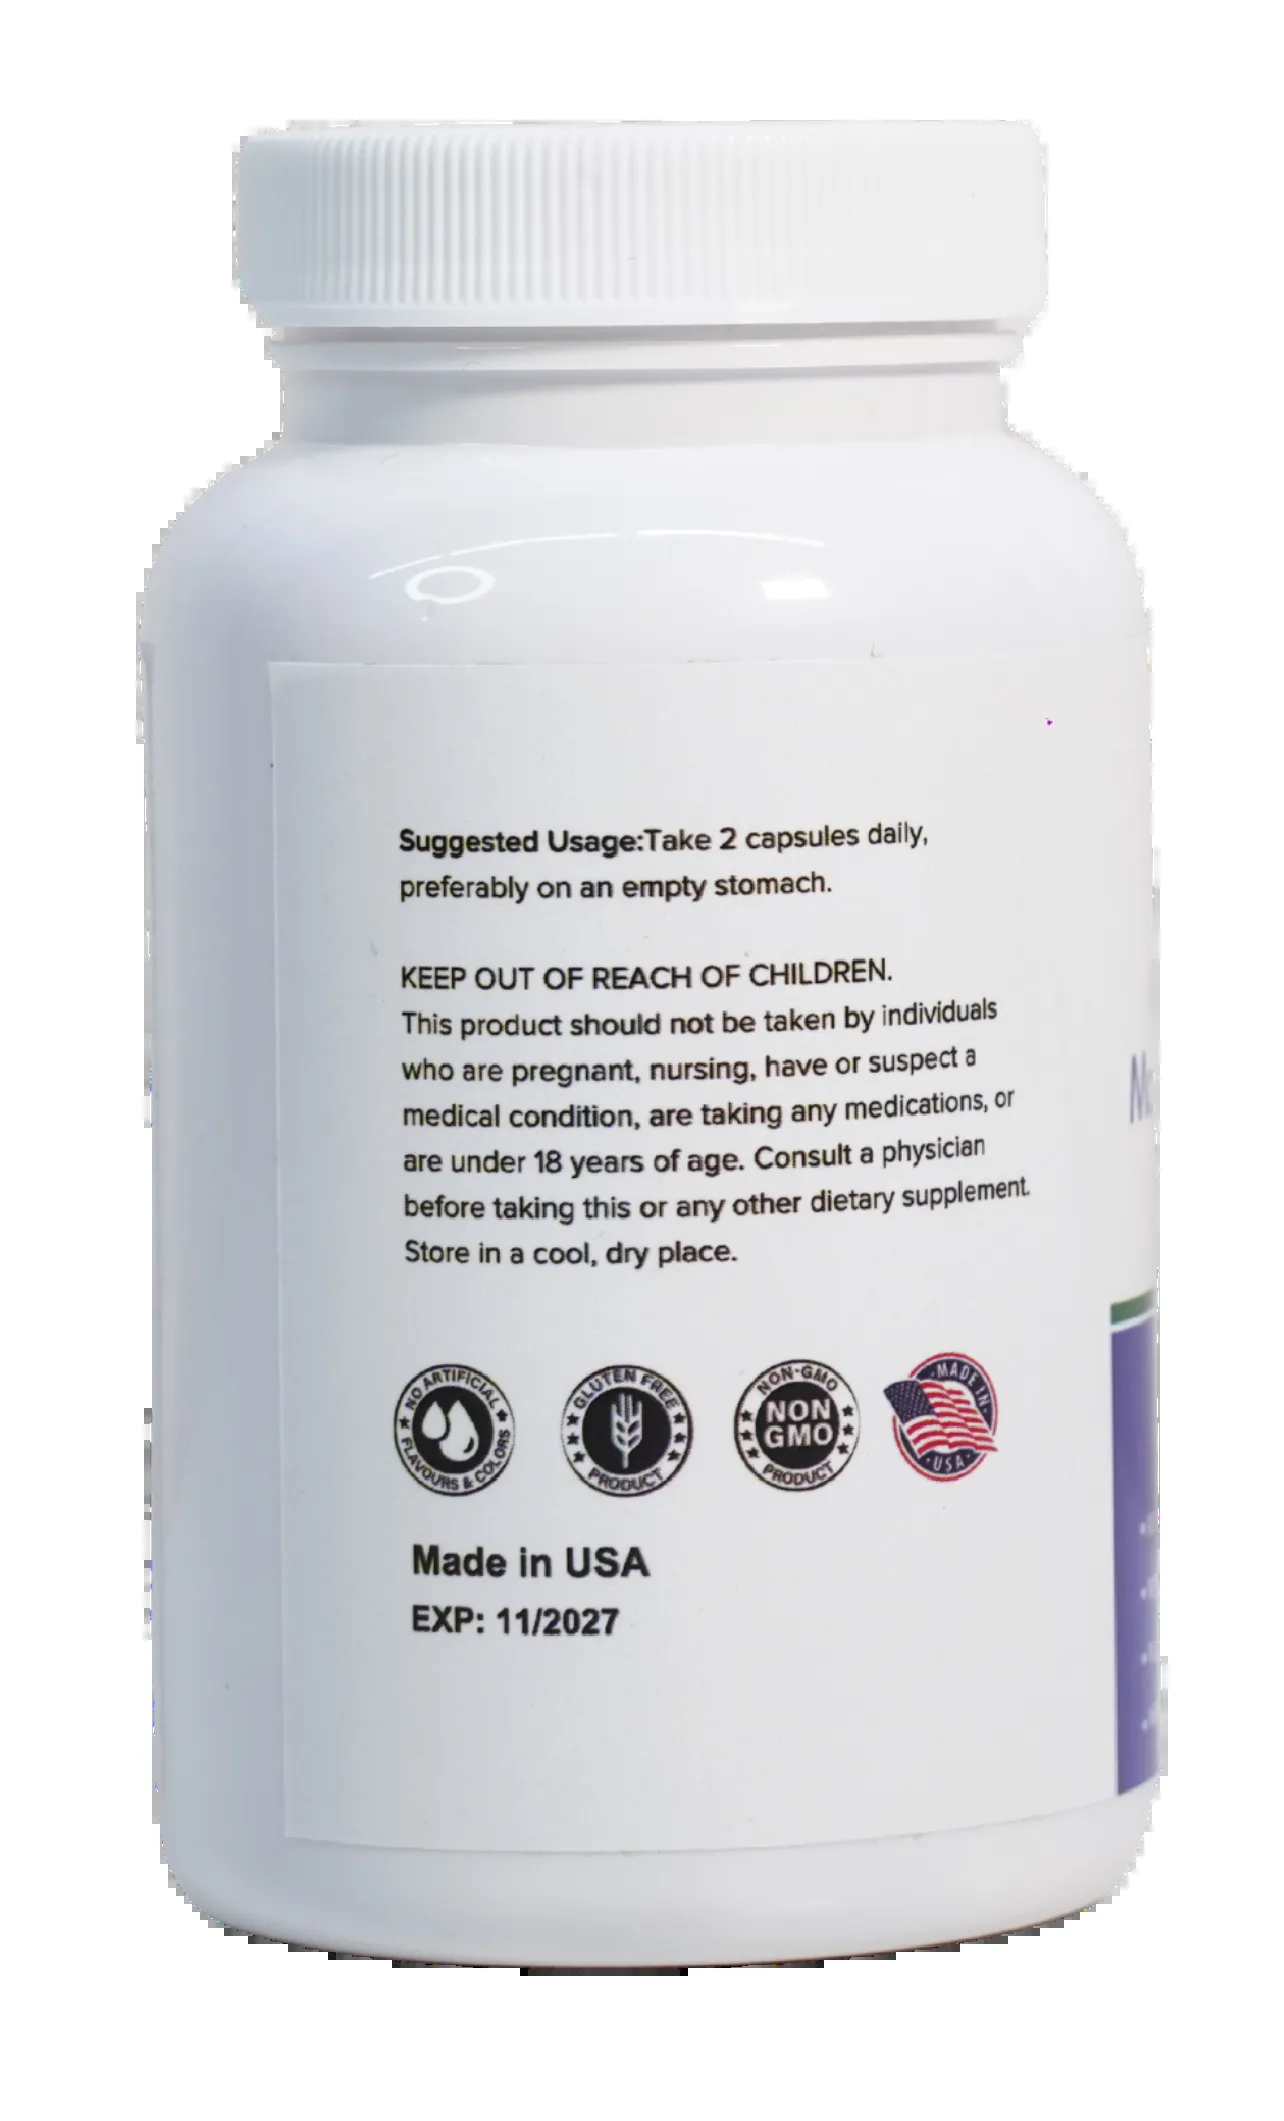 Suggested Usage:Take 2 capsules daily,
preferably on an empty stomach.
KEEP OUT OF REACH OF CHILDREN.
This product should not be taken by individuals
who are pregnant, nursing, have or suspect a
medical condition, are taking any medications, or
are under 18 years of age. Consult a physician
before taking this or any other dietary supplement.
Store in a cool, dry place.
NO ARTIFICIAL
FLAVOURS & COLORS
GLUTEN FREE
PRODUCT
NON-GMO
NON
GMO
PRODUCT
MADE IN
USA
Made in USA
EXP: 11/2027